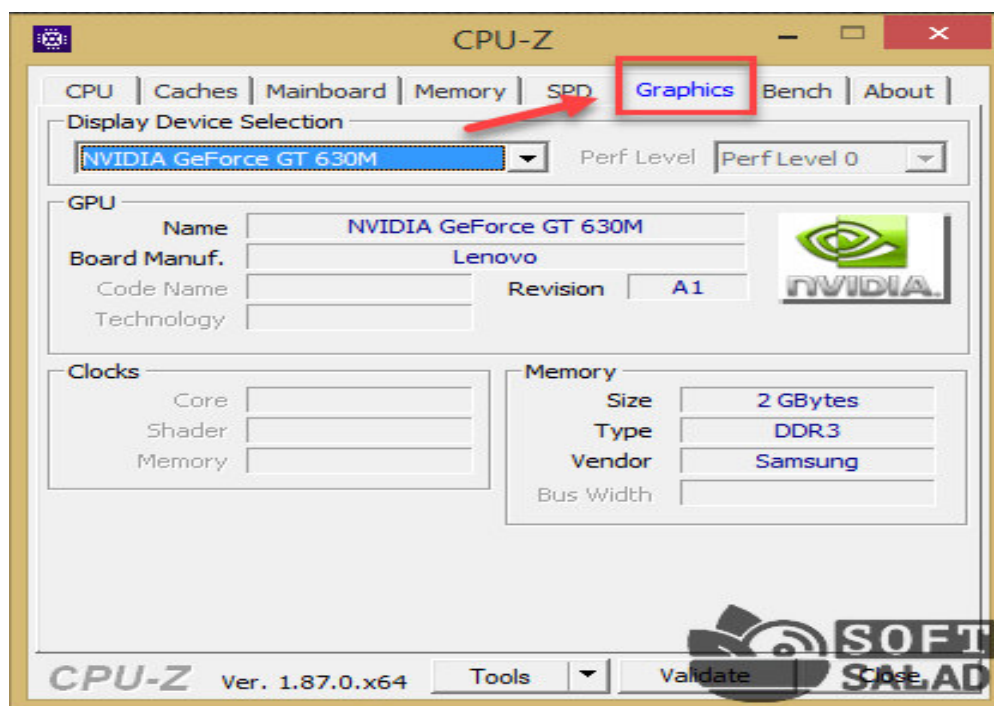 CPU-Z
CPU Caches Mainboard Memory SPD Graphics Bench About
Display Device Selection
NVIDIA GeForce GT 630M Perf Level Perf Level 0
GPU
Name NVIDIA GeForce GT 630M
Board Manuf. Lenovo
Code Name Revision A1
Technology
NVIDIA.
Clocks
Core
Shader
Memory
Memory
Size 2 GBytes
Type DDR3
Vendor Samsung
Bus Width
CPU-Z Ver. 1.87.0.x64 Tools Validate Close
SOFT
SALAD